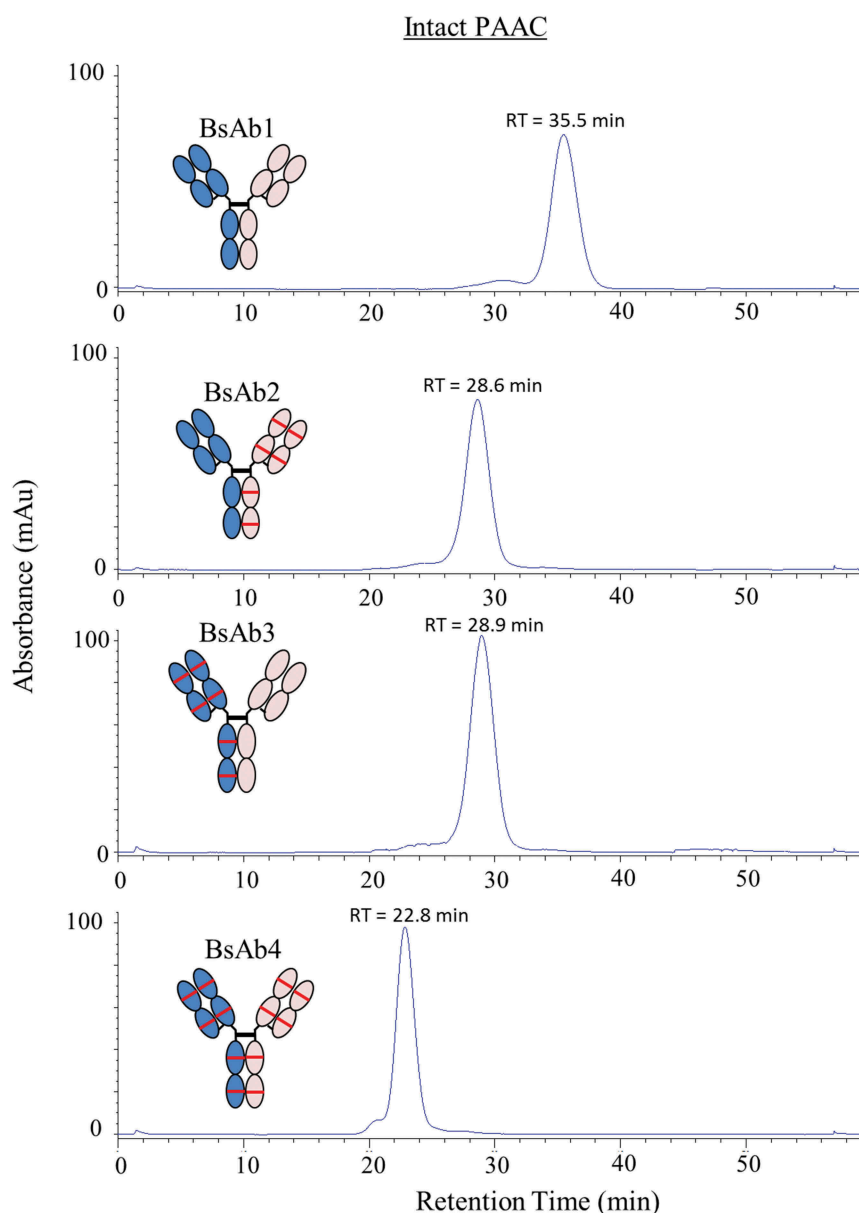 Intact PAAC
100
RT = 35.5 min
BsAb1
0
0 10 20 30 40 50
100
RT = 28.6 min
BsAb2
0
0 10 20 30 40 50
100
RT = 28.9 min
BsAb3
0
0 10 20 30 40 50
100
RT = 22.8 min
BsAb4
0
0 10 20 30 40 50
Absorbance (mAu)
Retention Time (min)